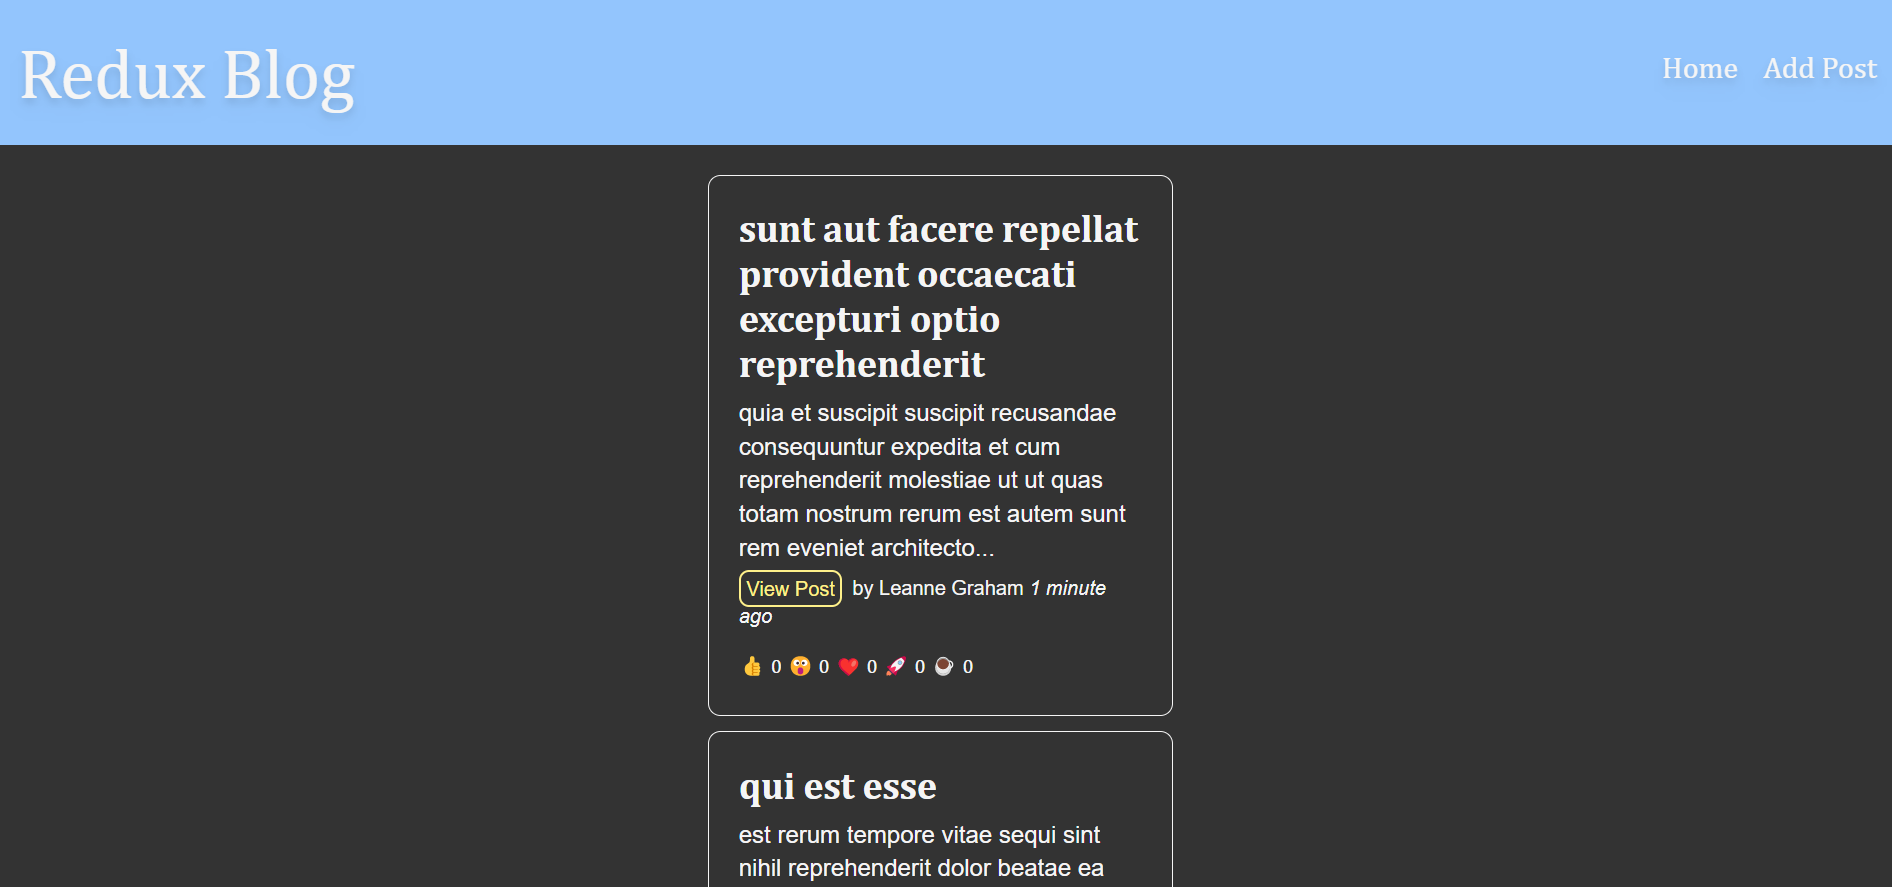 Redux Blog
Home Add Post
sunt aut facere repellat
provident occaecati
excepturi optio
reprehenderit
quia et suscipit suscipit recusandae
consequuntur expedita et cum
reprehenderit molestiae ut ut quas
totam nostrum rerum est autem sunt
rem eveniet architecto...
View Post by Leanne Graham 1 minute
ago
👍 0 😲 0 ❤️ 0 🚀 0 ☕ 0
qui est esse
est rerum tempore vitae sequi sint
nihil reprehenderit dolor beatae ea